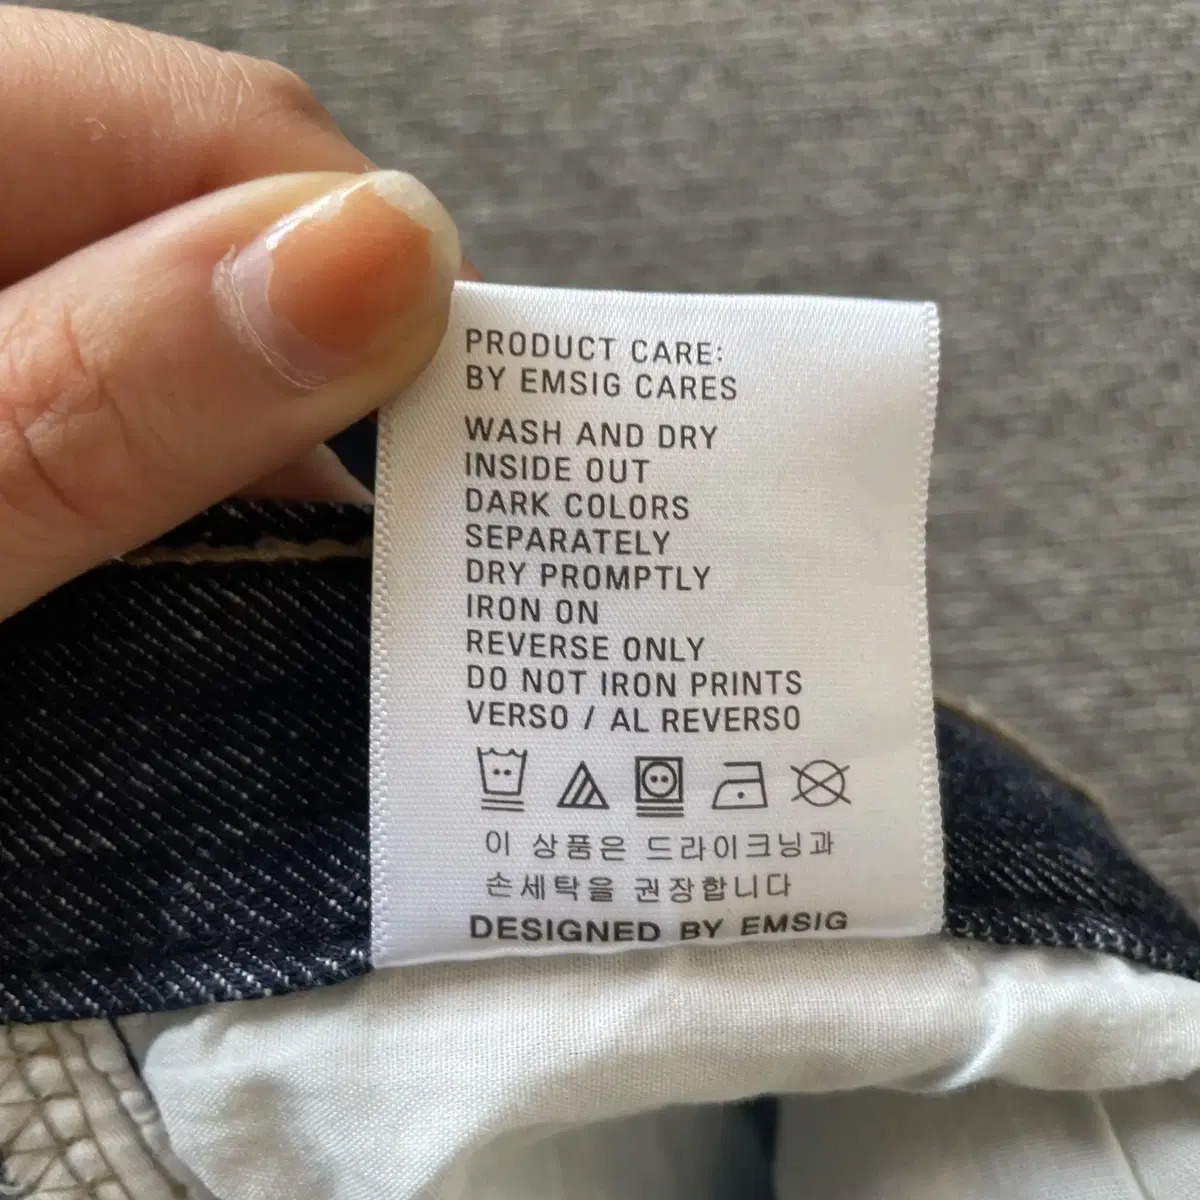 PRODUCT CARE:
BY EMSIG CARES
WASH AND DRY
INSIDE OUT
DARK COLORS
SEPARATELY
DRY PROMPTLY
IRON ON
REVERSE ONLY
DO NOT IRON PRINTS
VERSO / AL REVERSO
이 상품은 드라이크닝과
손세탁을 권장합니다
DESIGNED BY EMSIG